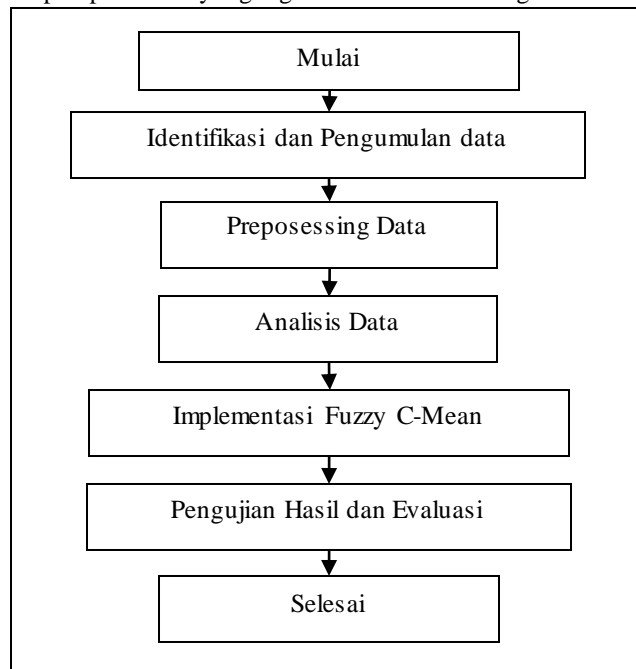 Mulai
Identifikasi dan Pengumulan data
Preposessing Data
Analisis Data
Implementasi Fuzzy C-Mean
Pengujian Hasil dan Evaluasi
Selesai